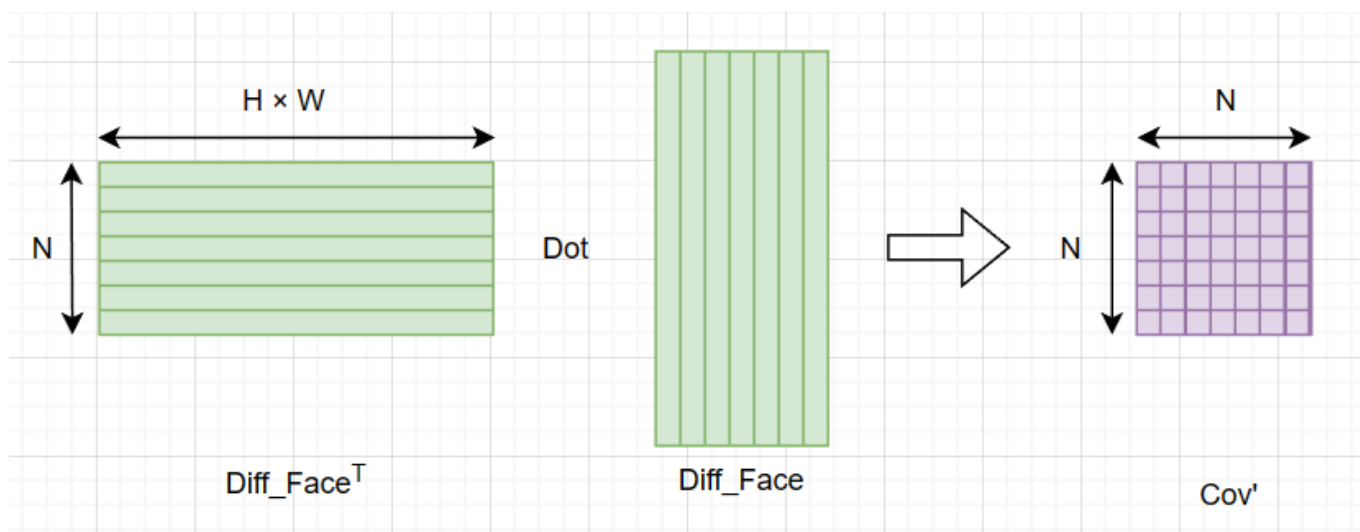 H × W
N
N
Dot
N
Diff_Face^T
Diff_Face
Cov'